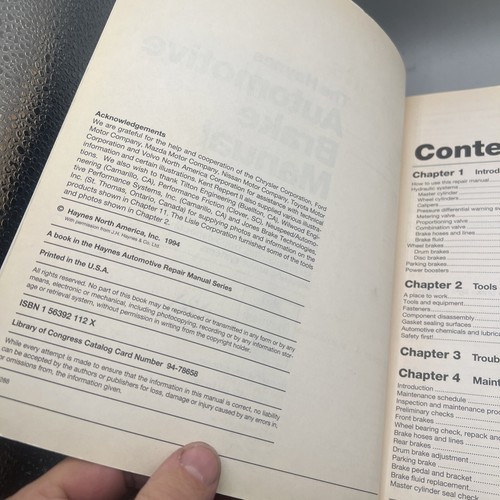 Acknowledgements
We are grateful for the help and cooperation of the Chrysler Corporation, Ford
Motor Company, Mazda Motor Company, Nissan Motor Company, Toyota Motor
Corporation and Volvo North America Corporation for assistance with technical
information and certain illustrations. Kent Reppert also supplied various illustra-
tions. We also wish to thank Tilton Engineering (Buellton, CA), Wilwood Engi-
neering (Camarillo, CA), Performance Friction (Clover, SC), Neuspeed/Automo-
tive Performance Systems, Inc. (Camarillo, CA) and Jones Brake Technologies,
Inc. (St. Thomas, Ontario, Canada) for supplying photos and information on the
products shown in Chapter 11. The Lisle Corporation furnished some of the tools
and photos shown in Chapter 2.
© Haynes North America, Inc. 1994
With permission from J.H. Haynes & Co. Ltd.
A book in the Haynes Automotive Repair Manual Series
Printed in the U.S.A.
All rights reserved. No part of this book may be reproduced or transmitted in any form or by any
means, electronic or mechanical, including photocopying, recording or by any information stor-
age or retrieval system, without permission in writing from the copyright holder.
ISBN 1 56392 112 X
Library of Congress Catalog Card Number 94-78658
While every attempt is made to ensure that the information in this manual is correct, no liability
can be accepted by the authors or publishers for loss, damage or injury caused by any errors in,
or omissions from, the information given.
Conte
Chapter 1 Introd
How to use this repair manual
Hydraulic systems
Master cylinder
Wheel cylinders
Calipers
Pressure differential warning sw
Metering valve
Proportioning valve
Combination valve
Brake hoses and lines
Brake fluid
Wheel brakes
Drum brakes
Disc brakes
Parking brakes
Power boosters
Chapter 2 Tools
A place to work
Tools and equipment
Fasteners
Component disassembly
Gasket sealing surfaces
Automotive chemicals and lubrica
Safety first!
Chapter 3 Troub
Chapter 4 Maint
Introduction
Maintenance schedule
Inspection and maintenance proc
Preliminary checks
Front brakes
Wheel bearing check, repack and
Brake hoses and lines
Rear brakes
Drum brake adjustment
Parking brake
Brake pedal and bracket
Brake fluid replacement
Master cylinder seal check